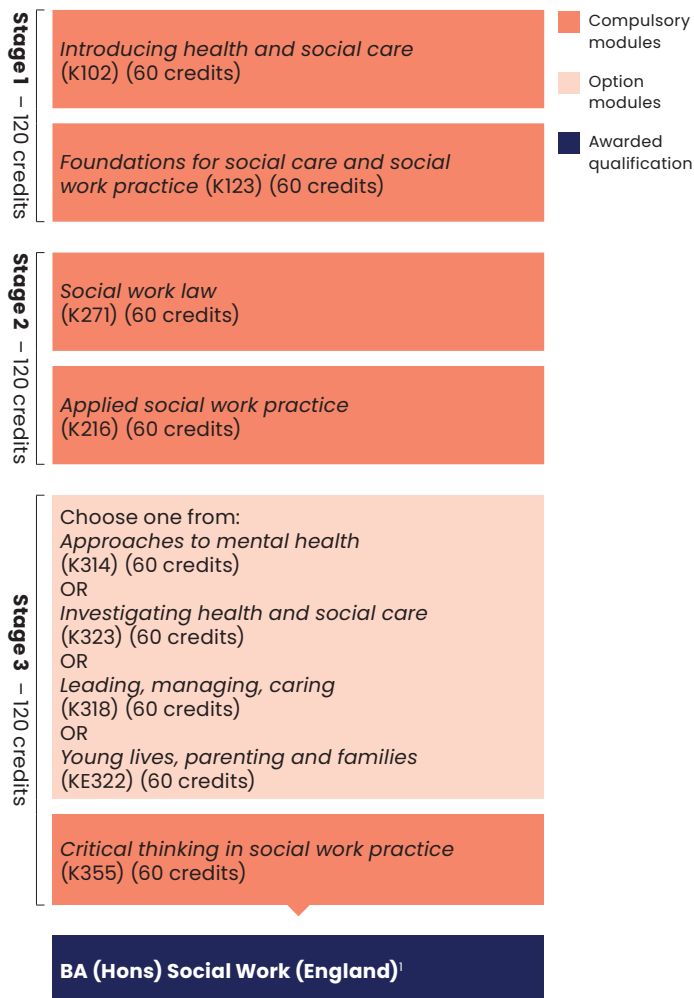 Stage 1 – 120 credits
Introducing health and social care
(K102) (60 credits)
Foundations for social care and social
work practice (K123) (60 credits)
Compulsory
modules
Option
modules
Awarded
qualification
Stage 2 – 120 credits
Social work law
(K271) (60 credits)
Applied social work practice
(K216) (60 credits)
Stage 3 – 120 credits
Choose one from:
Approaches to mental health
(K314) (60 credits)
OR
Investigating health and social care
(K323) (60 credits)
OR
Leading, managing, caring
(K318) (60 credits)
OR
Young lives, parenting and families
(KE322) (60 credits)
Critical thinking in social work practice
(K355) (60 credits)
BA (Hons) Social Work (England)¹